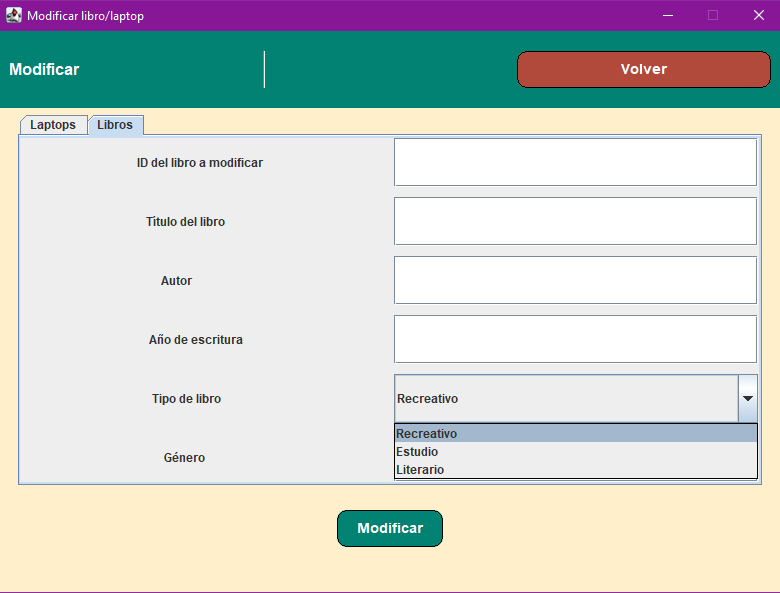 Modificar libro/laptop
Modificar
Volver
Laptops
Libros
ID del libro a modificar
Título del libro
Autor
Año de escritura
Tipo de libro
Recreativo
Recreativo
Estudio
Literario
Género
Modificar